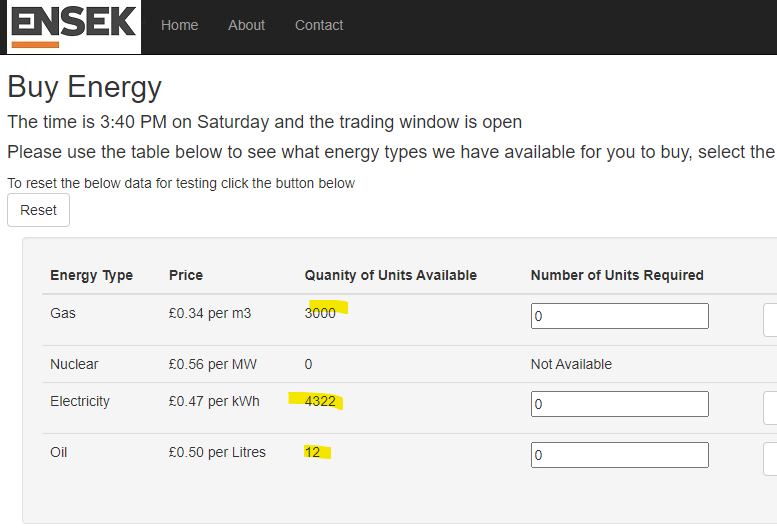 ENSEK Home About Contact
Buy Energy
The time is 3:40 PM on Saturday and the trading window is open
Please use the table below to see what energy types we have available for you to buy, select the
To reset the below data for testing click the button below
Reset
Energy Type Price Quanity of Units Available Number of Units Required
Gas £0.34 per m3 3000 0
Nuclear £0.56 per MW 0 Not Available
Electricity £0.47 per kWh 4322 0
Oil £0.50 per Litres 12 0